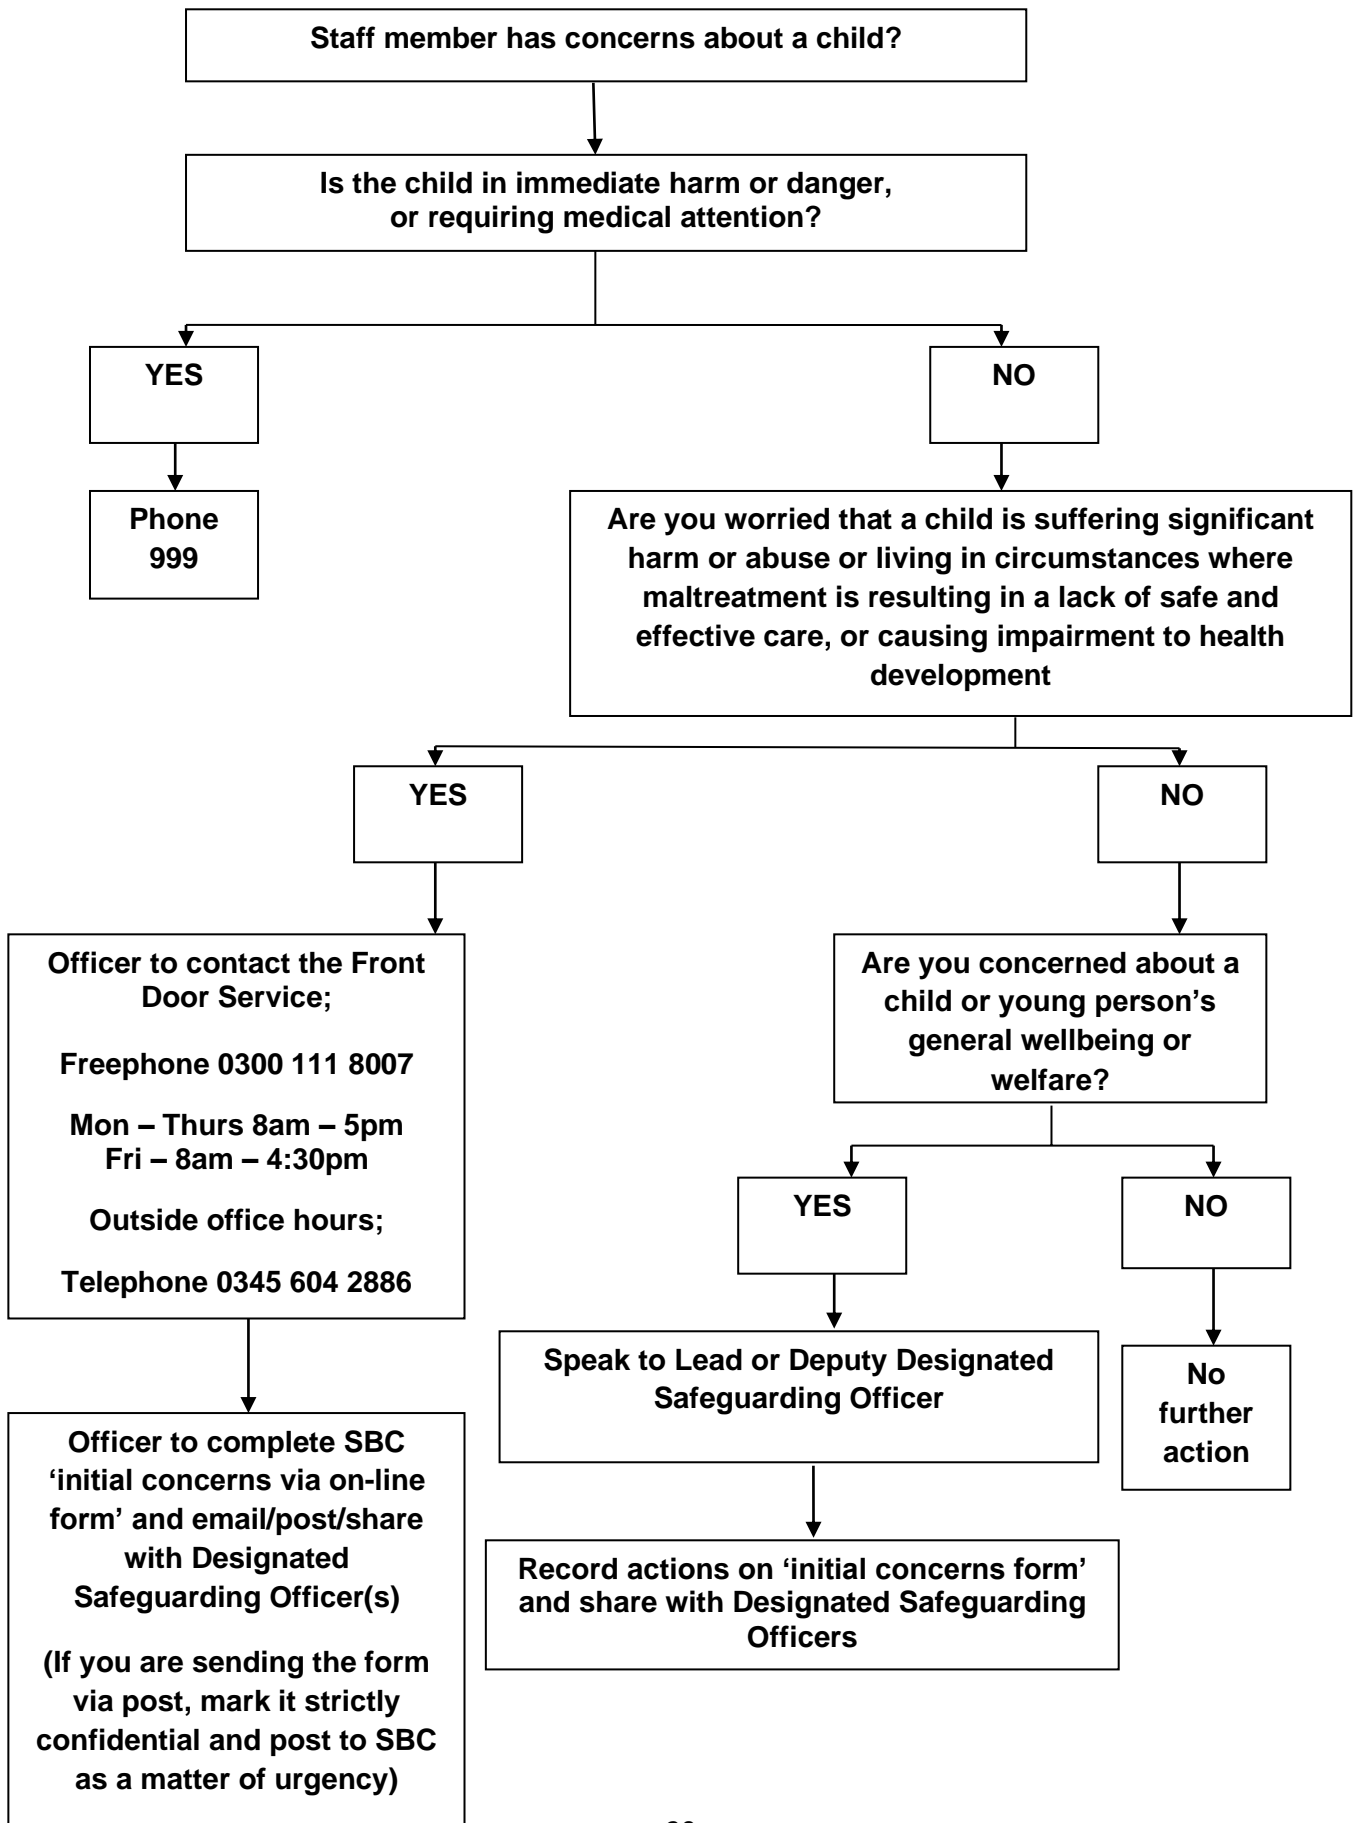 Staff member has concerns about a child?
Is the child in immediate harm or danger,
or requiring medical attention?
YES
NO
Phone
999
Are you worried that a child is suffering significant
harm or abuse or living in circumstances where
maltreatment is resulting in a lack of safe and
effective care, or causing impairment to health
development
YES
NO
Officer to contact the Front
Door Service;
Freephone 0300 111 8007
Mon – Thurs 8am – 5pm
Fri – 8am – 4:30pm
Outside office hours;
Telephone 0345 604 2886
Are you concerned about a
child or young person’s
general wellbeing or
welfare?
YES
NO
Speak to Lead or Deputy Designated
Safeguarding Officer
No
further
action
Officer to complete SBC
‘initial concerns via on-line
form’ and email/post/share
with Designated
Safeguarding Officer(s)
(If you are sending the form
via post, mark it strictly
confidential and post to SBC
as a matter of urgency)
Record actions on ‘initial concerns form’
and share with Designated Safeguarding
Officers